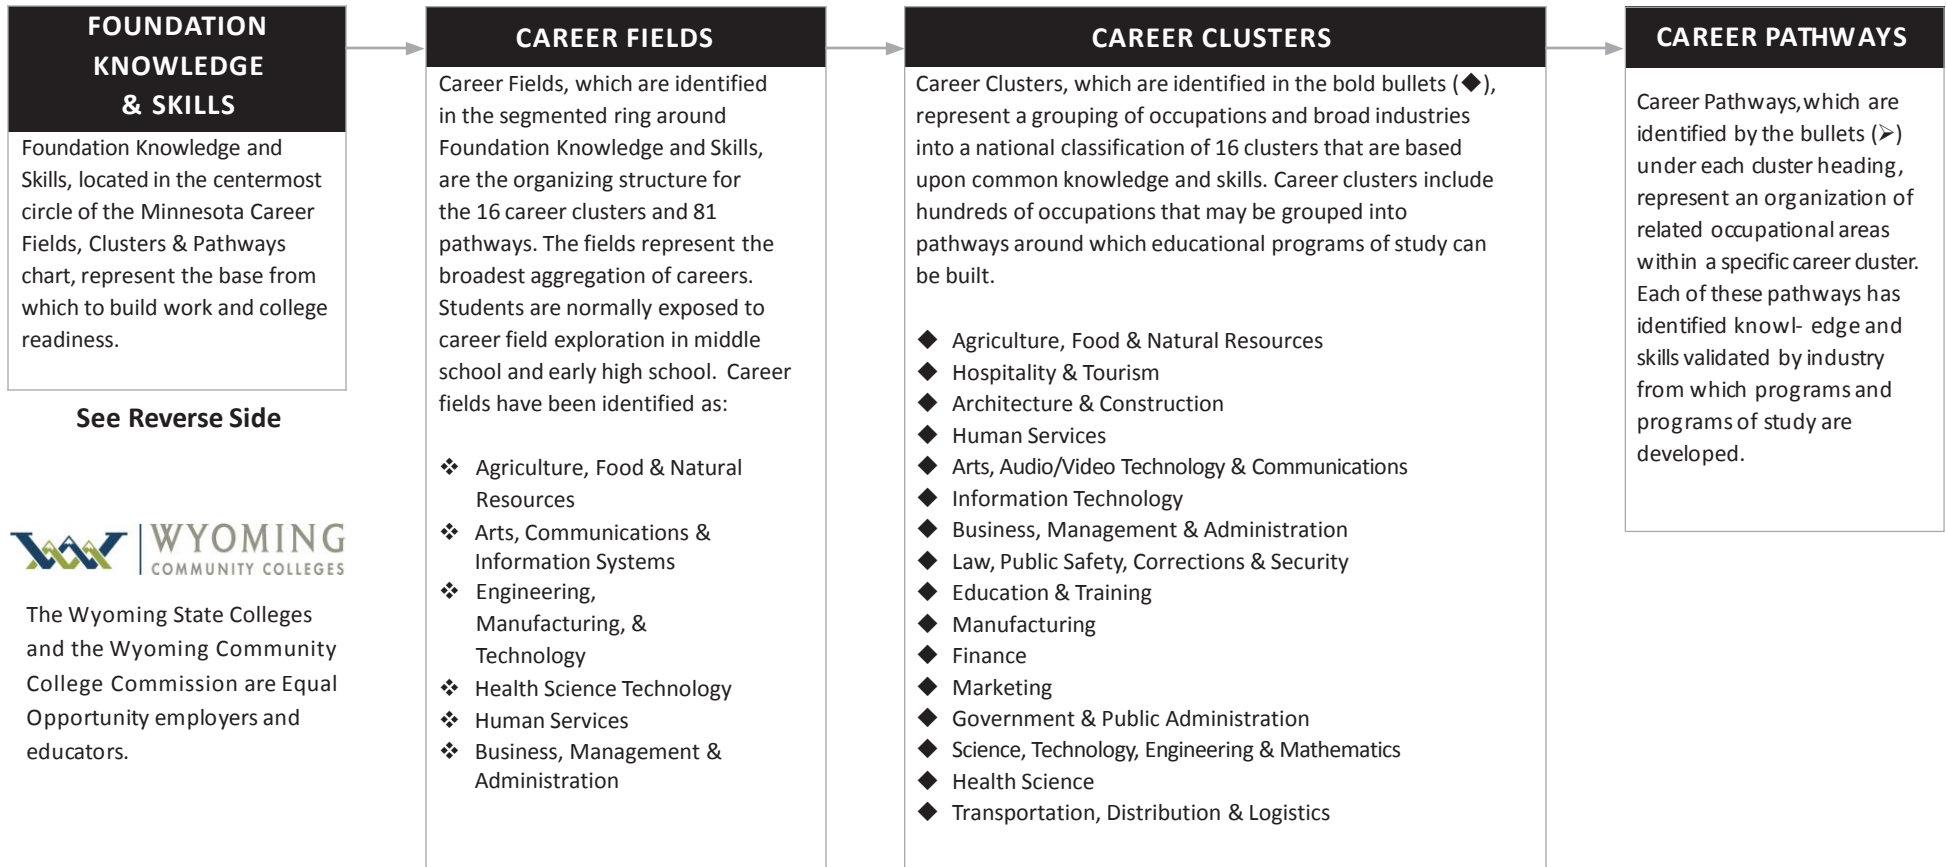 FOUNDATION
KNOWLEDGE
& SKILLS
Foundation Knowledge and
Skills, located in the centermost
circle of the Minnesota Career
Fields, Clusters & Pathways
chart, represent the base from
which to build work and college
readiness.
See Reverse Side
WYOMING
COMMUNITY COLLEGES
The Wyoming State Colleges
and the Wyoming Community
College Commission are Equal
Opportunity employers and
educators.
CAREER FIELDS
Career Fields, which are identified
in the segmented ring around
Foundation Knowledge and Skills,
are the organizing structure for
the 16 career clusters and 81
pathways. The fields represent the
broadest aggregation of careers.
Students are normally exposed to
career field exploration in middle
school and early high school. Career
fields have been identified as:
❖ Agriculture, Food & Natural
Resources
❖ Arts, Communications &
Information Systems
❖ Engineering,
Manufacturing, &
Technology
❖ Health Science Technology
❖ Human Services
❖ Business, Management &
Administration
CAREER CLUSTERS
Career Clusters, which are identified in the bold bullets (◆),
represent a grouping of occupations and broad industries
into a national classification of 16 clusters that are based
upon common knowledge and skills. Career clusters include
hundreds of occupations that may be grouped into
pathways around which educational programs of study can
be built.
◆ Agriculture, Food & Natural Resources
◆ Hospitality & Tourism
◆ Architecture & Construction
◆ Human Services
◆ Arts, Audio/Video Technology & Communications
◆ Information Technology
◆ Business, Management & Administration
◆ Law, Public Safety, Corrections & Security
◆ Education & Training
◆ Manufacturing
◆ Finance
◆ Marketing
◆ Government & Public Administration
◆ Science, Technology, Engineering & Mathematics
◆ Health Science
◆ Transportation, Distribution & Logistics
CAREER PATHWAYS
Career Pathways, which are
identified by the bullets (➢)
under each cluster heading,
represent an organization of
related occupational areas
within a specific career cluster.
Each of these pathways has
identified knowl- edge and
skills validated by industry
from which programs and
programs of study are
developed.